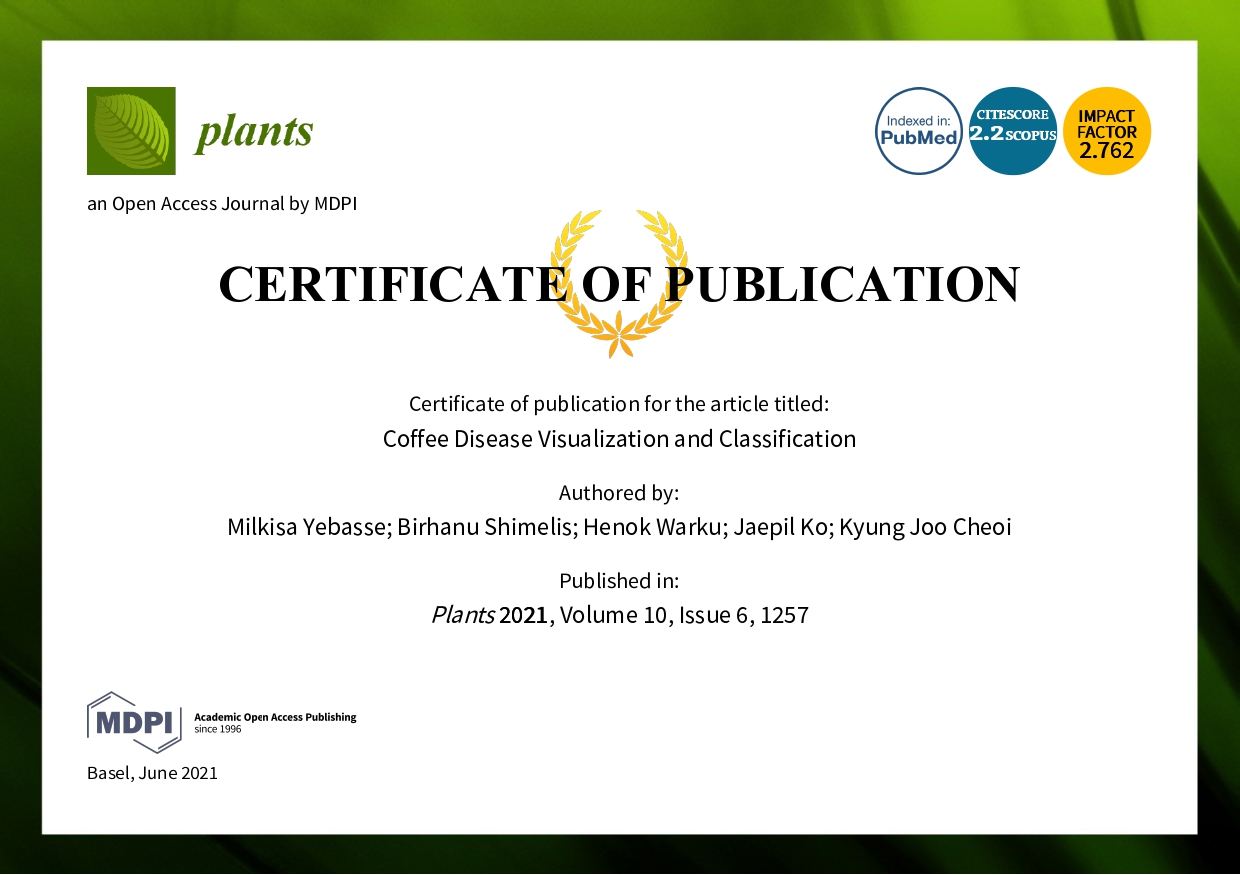 plants
an Open Access Journal by MDPI
Indexed in:
PubMed
CITESCORE
2.2 SCOPUS
IMPACT
FACTOR
2.762
CERTIFICATE OF PUBLICATION
Certificate of publication for the article titled:
Coffee Disease Visualization and Classification
Authored by:
Milkisa Yebasse; Birhanu Shimelis; Henok Warku; Jaepil Ko; Kyung Joo Cheoi
Published in:
Plants 2021, Volume 10, Issue 6, 1257
MDPI
Academic Open Access Publishing
since 1996
Basel, June 2021